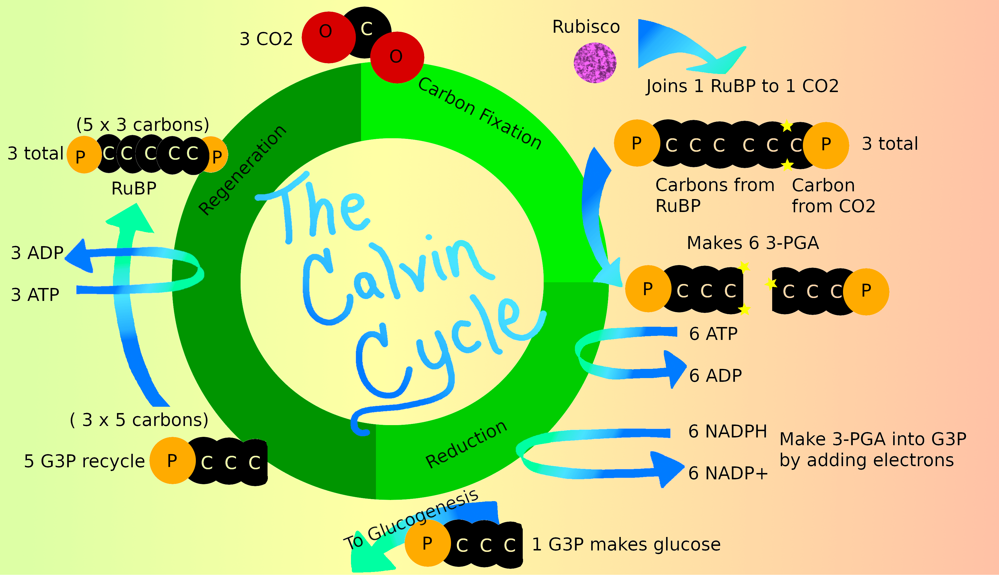 3 CO2
O
C
O
Rubisco
Joins 1 RuBP to 1 CO2
Carbon Fixation
P C C C C C C P
3 total
Carbons from
RuBP
Carbon
from CO2
Makes 6 3-PGA
P C C C
C C C P
6 ATP
6 ADP
6 NADPH
6 NADP+
Make 3-PGA into G3P
by adding electrons
Reduction
To Glucogenesis
P C C C
1 G3P makes glucose
( 3 x 5 carbons)
5 G3P recycle
P C C C
3 ADP
3 ATP
(5 x 3 carbons)
3 total
P C C C C C P
RuBP
Regeneration
The
Calvin
Cycle